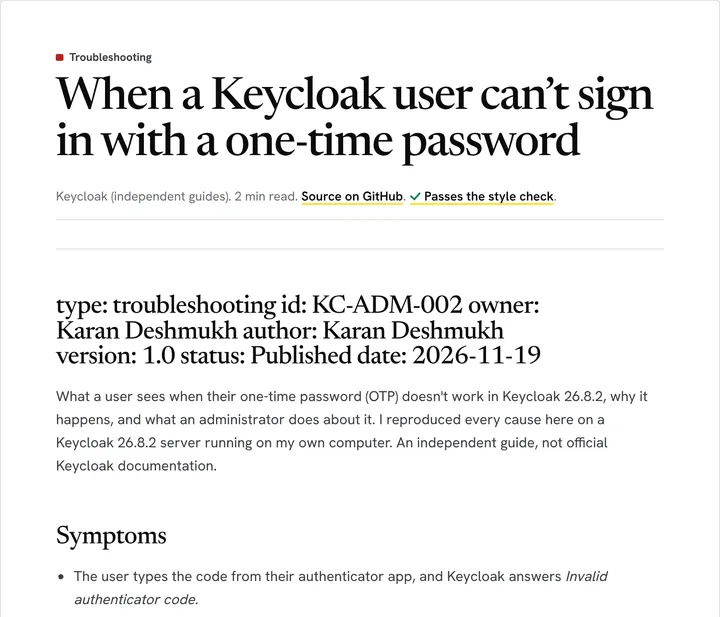 Troubleshooting
When a Keycloak user can’t sign
in with a one-time password
Keycloak (independent guides). 2 min read. Source on GitHub. ✓ Passes the style check.
type: troubleshooting id: KC-ADM-002 owner:
Karan Deshmukh author: Karan Deshmukh
version: 1.0 status: Published date: 2026-11-19
What a user sees when their one-time password (OTP) doesn't work in Keycloak 26.8.2, why it
happens, and what an administrator does about it. I reproduced every cause here on a
Keycloak 26.8.2 server running on my own computer. An independent guide, not official
Keycloak documentation.
Symptoms
• The user types the code from their authenticator app, and Keycloak answers Invalid
authenticator code.